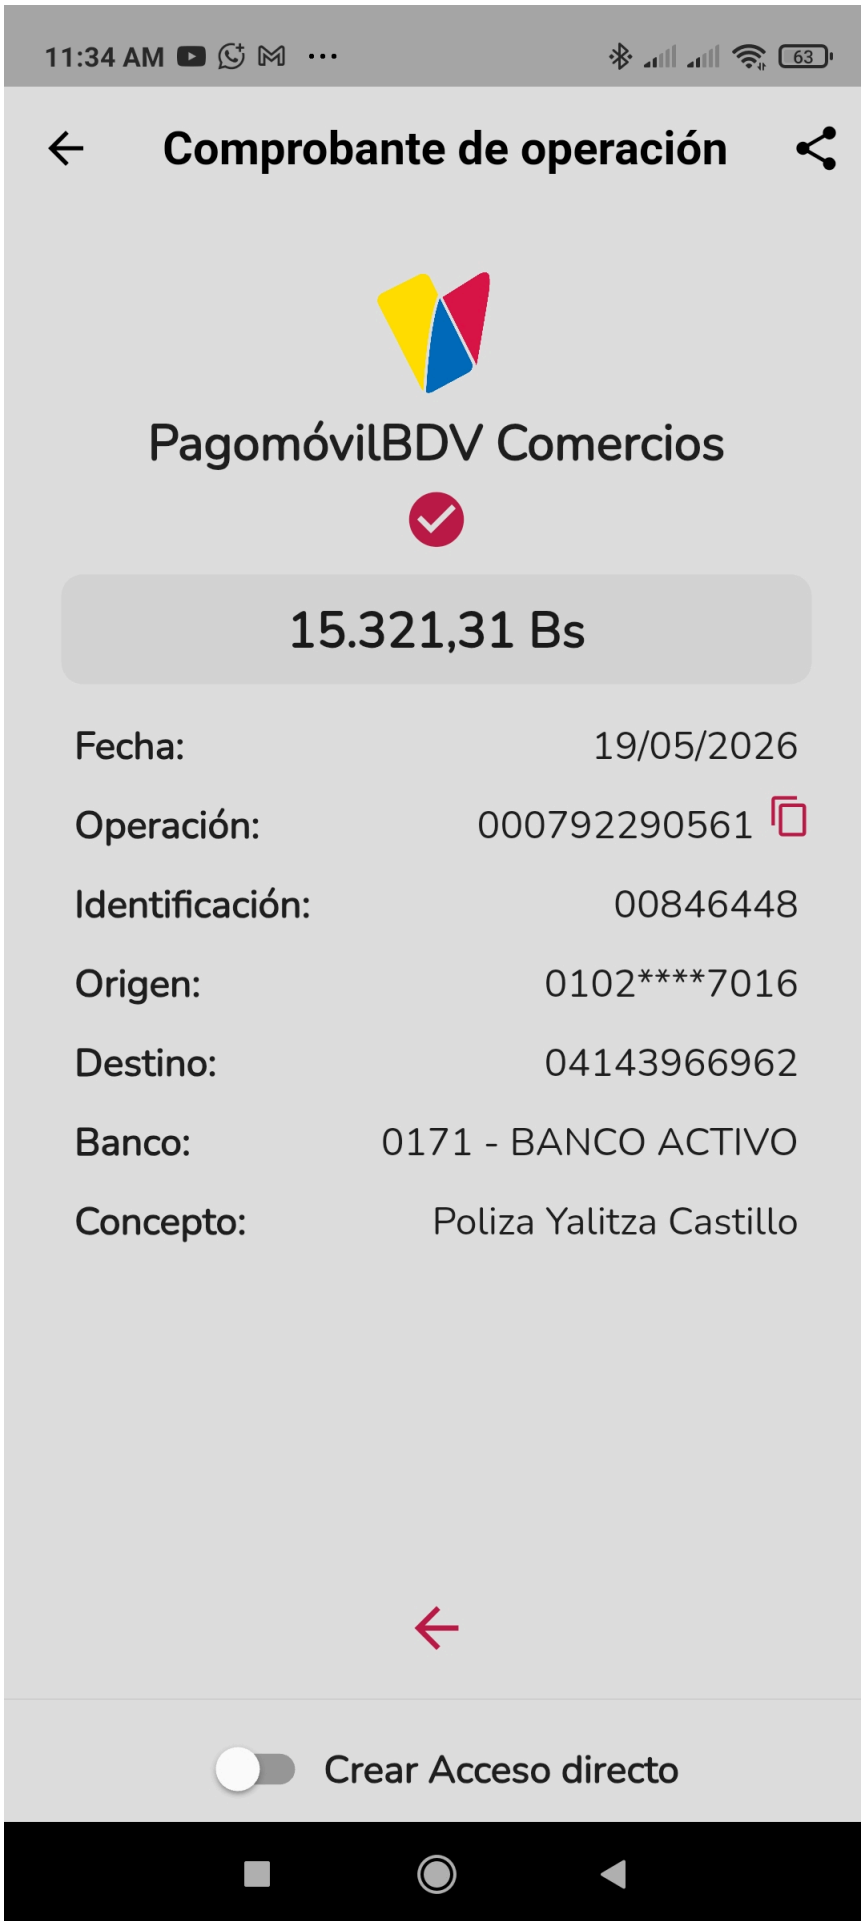 11:34 AM ...
63
Comprobante de operación
PagomóvilBDV Comercios
15.321,31 Bs
Fecha: 19/05/2026
Operación: 000792290561
Identificación: 00846448
Origen: 0102****7016
Destino: 04143966962
Banco: 0171 - BANCO ACTIVO
Concepto: Poliza Yalitza Castillo
Crear Acceso directo